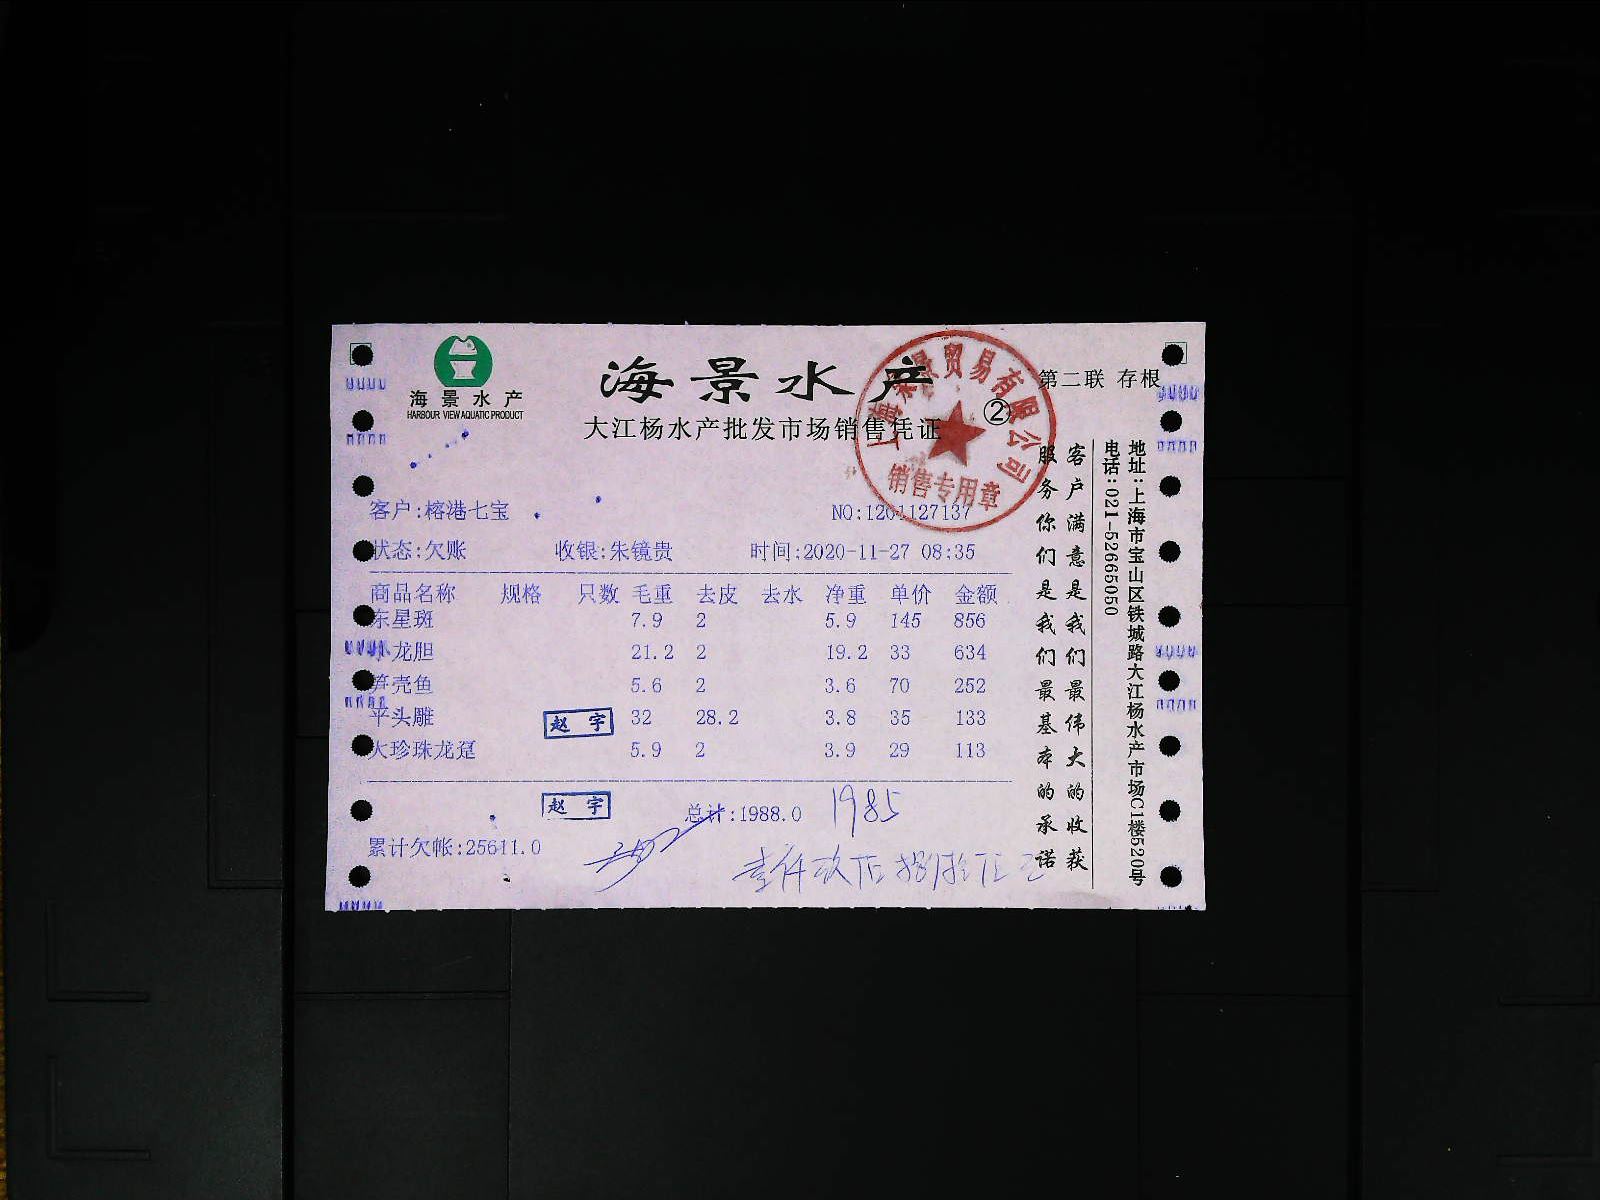 海景水产
HARBOUR VIEW AQUATIC PRODUCT
海景水产
大江杨水产批发市场销售凭证
②
第二联 存根
贸易有限公司
销售专用章
客户:榕港七宝
NO:1201127137
状态:欠账 收银:朱镜贵 时间:2020-11-27 08:35
商品名称 规格 只数 毛重 去皮 去水 净重 单价 金额
东星斑 7.9 2 5.9 145 856
龙胆 21.2 2 19.2 33 634
笋壳鱼 5.6 2 3.6 70 252
平头雕 32 28.2 3.8 35 133
赵宇
大珍珠龙趸 5.9 2 3.9 29 113
赵宇
总计:1988.0 1985
累计欠帐:25611.0
客户满意是我们最伟大的收获
服务你们是我们最基本的承诺
地址:上海市宝山区铁城路大江杨水产市场C1楼520号
电话:021-52665050